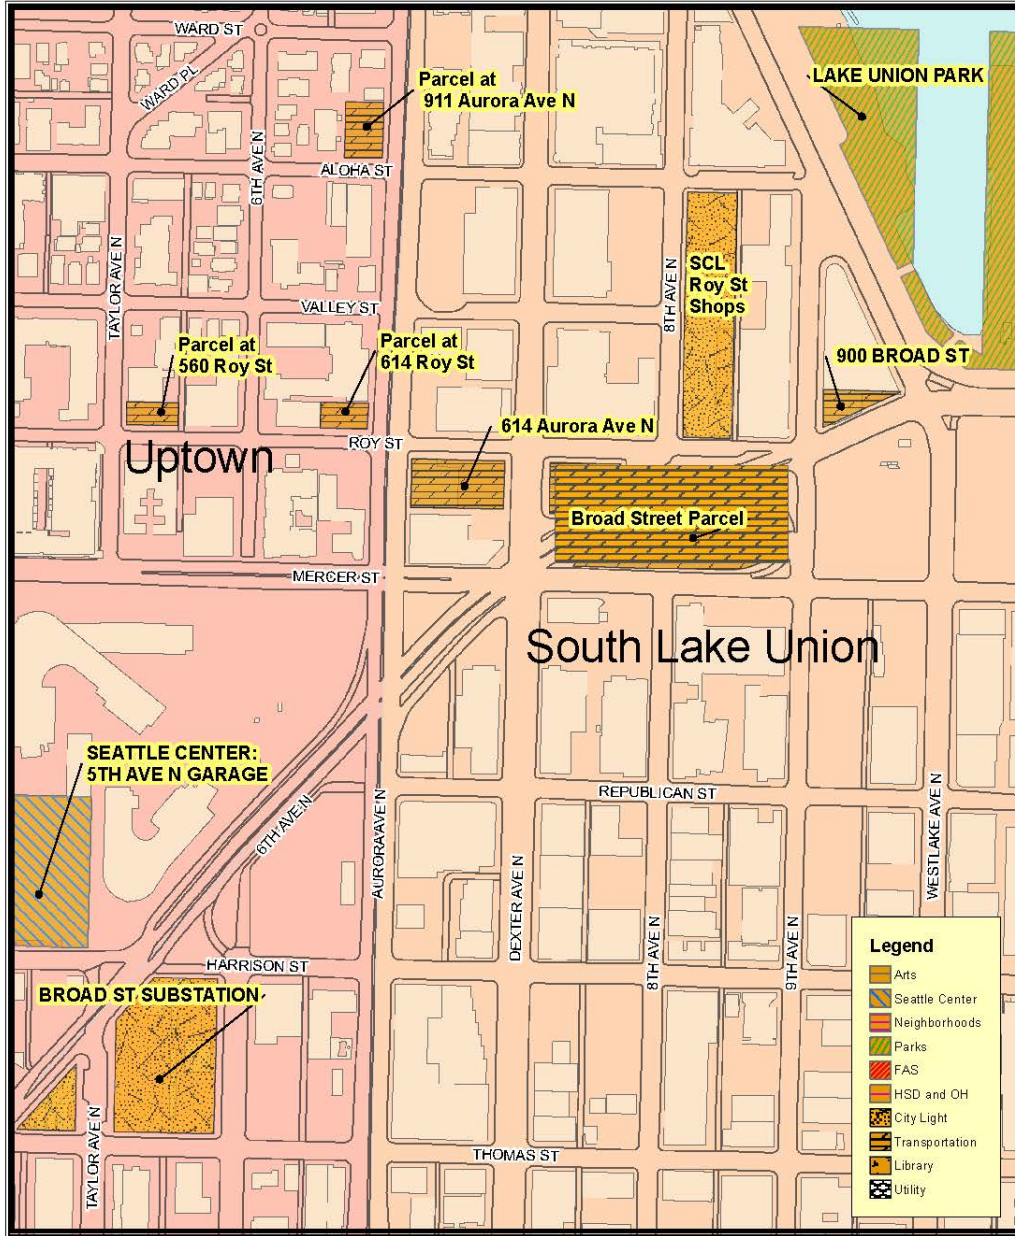 WARD ST
WARD PL
Parcel at
911 Aurora Ave N
LAKE UNION PARK
6TH AVE N
ALOHA ST
TAYLOR AVE N
8TH AVE N
SCL
Roy St
Shops
VALLEY ST
Parcel at
560 Roy St
Parcel at
614 Roy St
900 BROAD ST
614 Aurora Ave N
ROY ST
Uptown
Broad Street Parcel
MERCER ST
South Lake Union
SEATTLE CENTER:
5TH AVE N GARAGE
REPUBLICAN ST
6TH AVE N
AURORA AVE N
WESTLAKE AVE N
DEXTER AVE N
8TH AVE N
9TH AVE N
HARRISON ST
BROAD ST SUBSTATION
TAYLOR AVE N
THOMAS ST
Legend
Arts
Seattle Center
Neighborhoods
Parks
FAS
HSD and OH
City Light
Transportation
Library
Utility